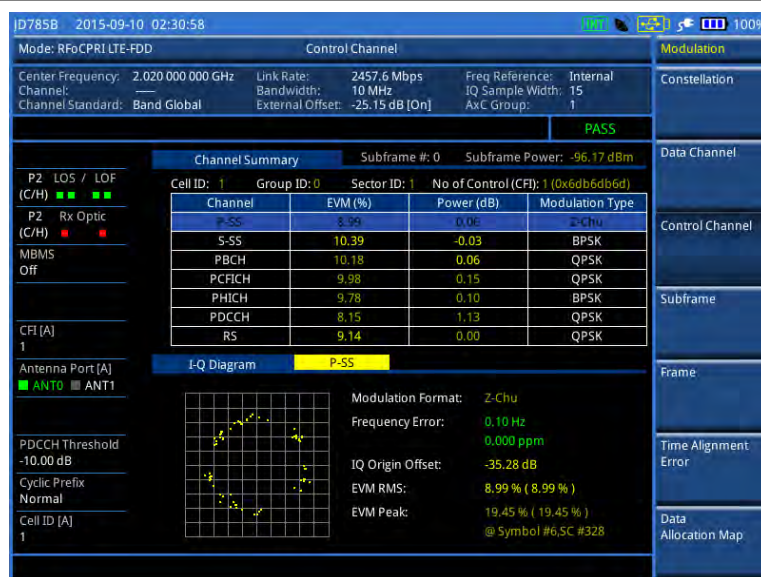 JD785B 2015-09-10 02:30:58 INT 100%
Mode: RFoCPRI LTE-FDD Control Channel Modulation
Center Frequency: 2.020 000 000 GHz Link Rate: 2457.6 Mbps Freq Reference: Internal
Channel: —— Bandwidth: 10 MHz IQ Sample Width: 15
Channel Standard: Band Global External Offset: -25.15 dB [On] AxC Group: 1
PASS
Constellation
Data Channel
Control Channel
Subframe
Frame
Time Alignment
Error
Data
Allocation Map
P2 LOS / LOF
(C/H)
P2 Rx Optic
(C/H)
MBMS
Off
CFI [A]
1
Antenna Port [A]
ANT0 ANT1
PDCCH Threshold
-10.00 dB
Cyclic Prefix
Normal
Cell ID [A]
1
Channel Summary Subframe #: 0 Subframe Power: -96.17 dBm
Cell ID: 1 Group ID: 0 Sector ID: 1 No of Control (CFI): 1 (0x6db6db6d)
Channel EVM (%) Power (dB) Modulation Type
P-SS 8.99 0.06 Z-Chu
S-SS 10.39 -0.03 BPSK
PBCH 10.18 0.06 QPSK
PCFICH 9.98 0.15 QPSK
PHICH 9.78 0.10 BPSK
PDCCH 8.15 1.13 QPSK
RS 9.14 0.00 QPSK
I-Q Diagram P-SS
Modulation Format: Z-Chu
Frequency Error: 0.10 Hz
0.000 ppm
IQ Origin Offset: -35.28 dB
EVM RMS: 8.99 % ( 8.99 % )
EVM Peak: 19.45 % ( 19.45 % )
@ Symbol #6,SC #328